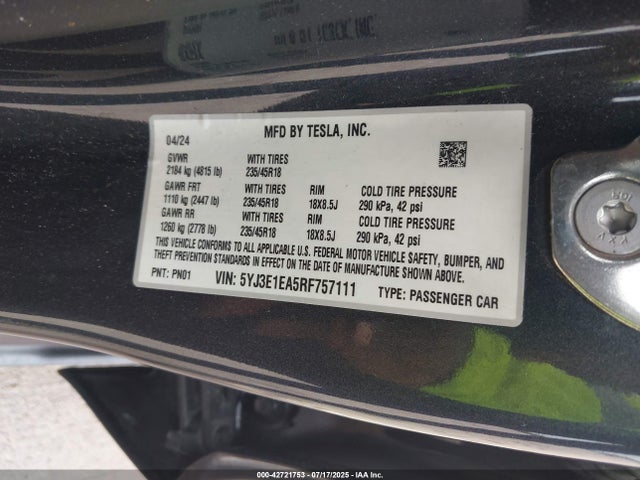 MFD BY TESLA, INC.
04/24
GVWR WITH TIRES
2184 kg (4815 lb) 235/45R18
GAWR FRT WITH TIRES RIM COLD TIRE PRESSURE
1110 kg (2447 lb) 235/45R18 18X8.5J 290 kPa, 42 psi
GAWR RR WITH TIRES RIM COLD TIRE PRESSURE
1260 kg (2778 lb) 235/45R18 18X8.5J 290 kPa, 42 psi
THIS VEHICLE CONFORMS TO ALL APPLICABLE U.S. FEDERAL MOTOR VEHICLE SAFETY, BUMPER, AND
THEFT PREVENTION STANDARDS IN EFFECT ON THE DATE OF MANUFACTURE SHOWN ABOVE.
PNT: PN01 VIN: 5YJ3E1EA5RF757111 TYPE: PASSENGER CAR
000-42721753 - 07/17/2025 - IAAI.com